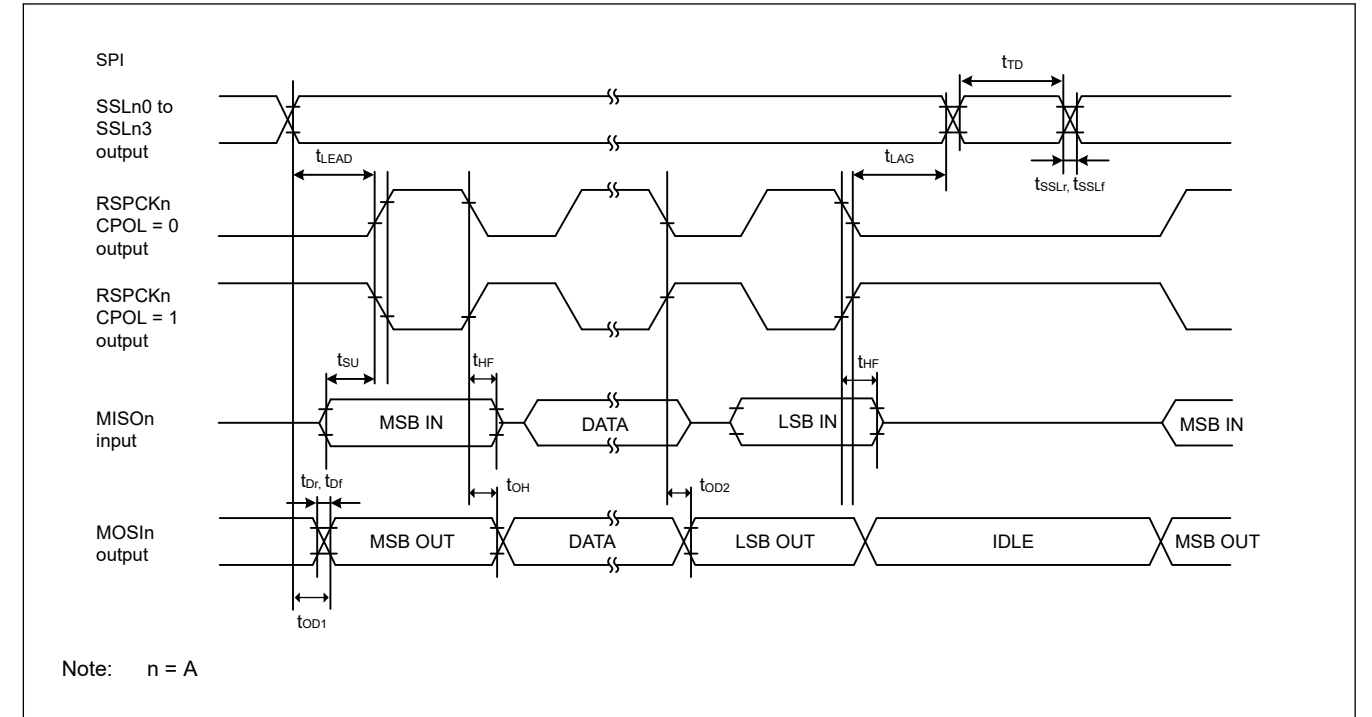 SPI
tTD
SSLn0 to
SSLn3
output
tLEAD
tLAG
tSSLr, tSSLf
RSPCKn
CPOL = 0
output
RSPCKn
CPOL = 1
output
tSU
tHF
tHF
MISOn
input
MSB IN
DATA
LSB IN
MSB IN
tDr, tDf
tOH
tOD2
MOSIn
output
MSB OUT
DATA
LSB OUT
IDLE
MSB OUT
tOD1
Note: n = A